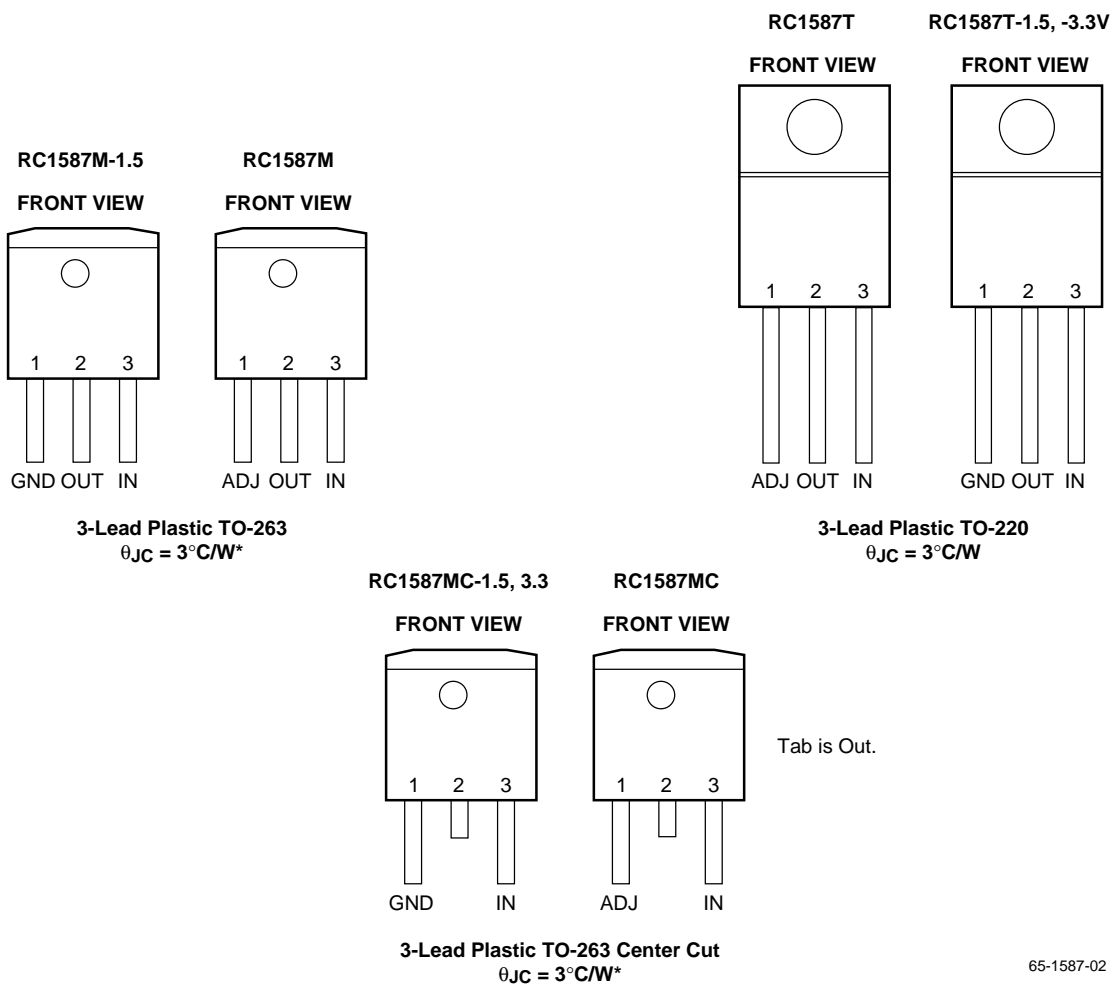 RC1587T RC1587T-1.5, -3.3V
FRONT VIEW FRONT VIEW
1 2 3 1 2 3
ADJ OUT IN GND OUT IN
3-Lead Plastic TO-220
θJC = 3°C/W
RC1587M-1.5 RC1587M
FRONT VIEW FRONT VIEW
1 2 3 1 2 3
GND OUT IN ADJ OUT IN
3-Lead Plastic TO-263
θJC = 3°C/W*
RC1587MC-1.5, 3.3 RC1587MC
FRONT VIEW FRONT VIEW
Tab is Out.
1 2 3 1 2 3
GND IN ADJ IN
3-Lead Plastic TO-263 Center Cut
θJC = 3°C/W*
65-1587-02